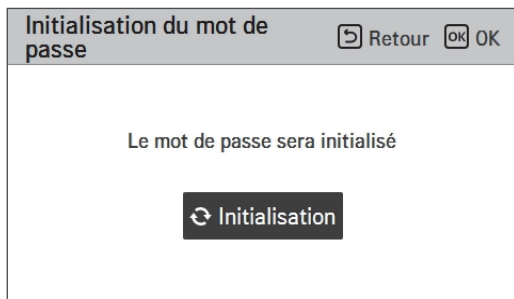 Initialisation du mot de
passe
Retour OK OK
Le mot de passe sera initialisé
Initialisation